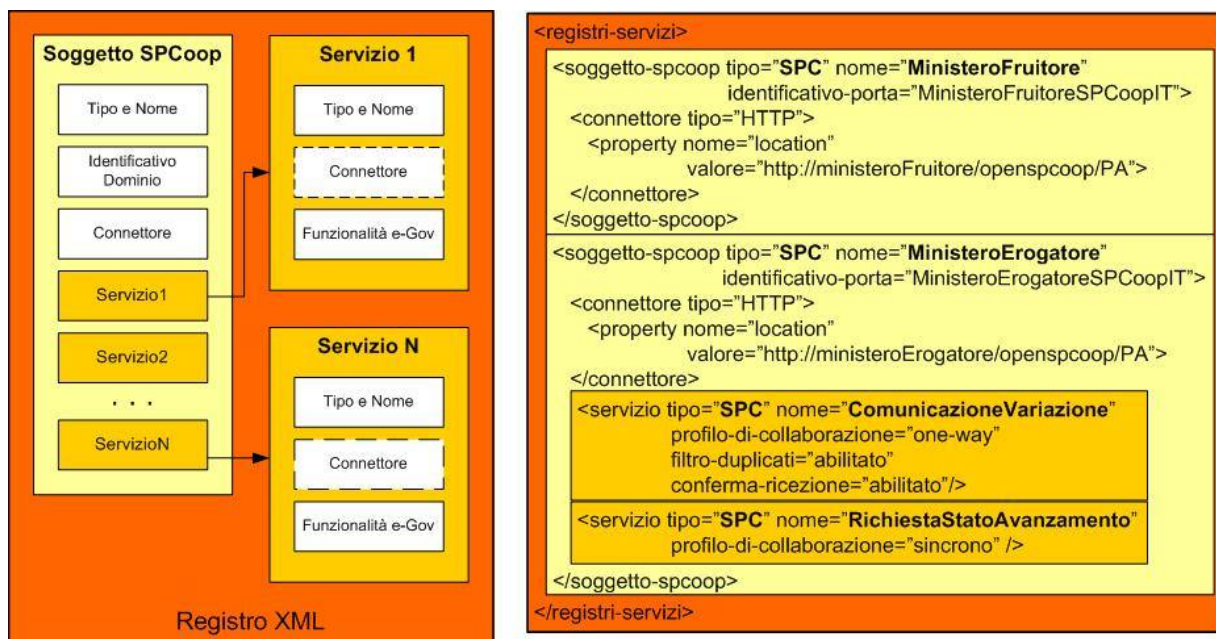 Soggetto SPCoop
Tipo e Nome
Identificativo
Dominio
Connettore
Servizio1
Servizio2
. . .
ServizioN
Servizio 1
Tipo e Nome
Connettore
Funzionalità e-Gov
Servizio N
Tipo e Nome
Connettore
Funzionalità e-Gov
Registro XML
<registri-servizi>
<soggetto-spcoop tipo="SPC" nome="MinisteroFruitore"
identificativo-porta="MinisteroFruitoreSPCoopIT">
<connettore tipo="HTTP">
<property nome="location"
valore="http://ministeroFruitore/openspcoop/PA">
</connettore>
</soggetto-spcoop>
<soggetto-spcoop tipo="SPC" nome="MinisteroErogatore"
identificativo-porta="MinisteroErogatoreSPCoopIT">
<connettore tipo="HTTP">
<property nome="location"
valore="http://ministeroErogatore/openspcoop/PA">
</connettore>
<servizio tipo="SPC" nome="ComunicazioneVariazione"
profilo-di-collaborazione="one-way"
filtro-duplicati="abilitato"
conferma-ricezione="abilitato"/>
<servizio tipo="SPC" nome="RichiestaStatoAvanzamento"
profilo-di-collaborazione="sincrono" />
</soggetto-spcoop>
</registri-servizi>